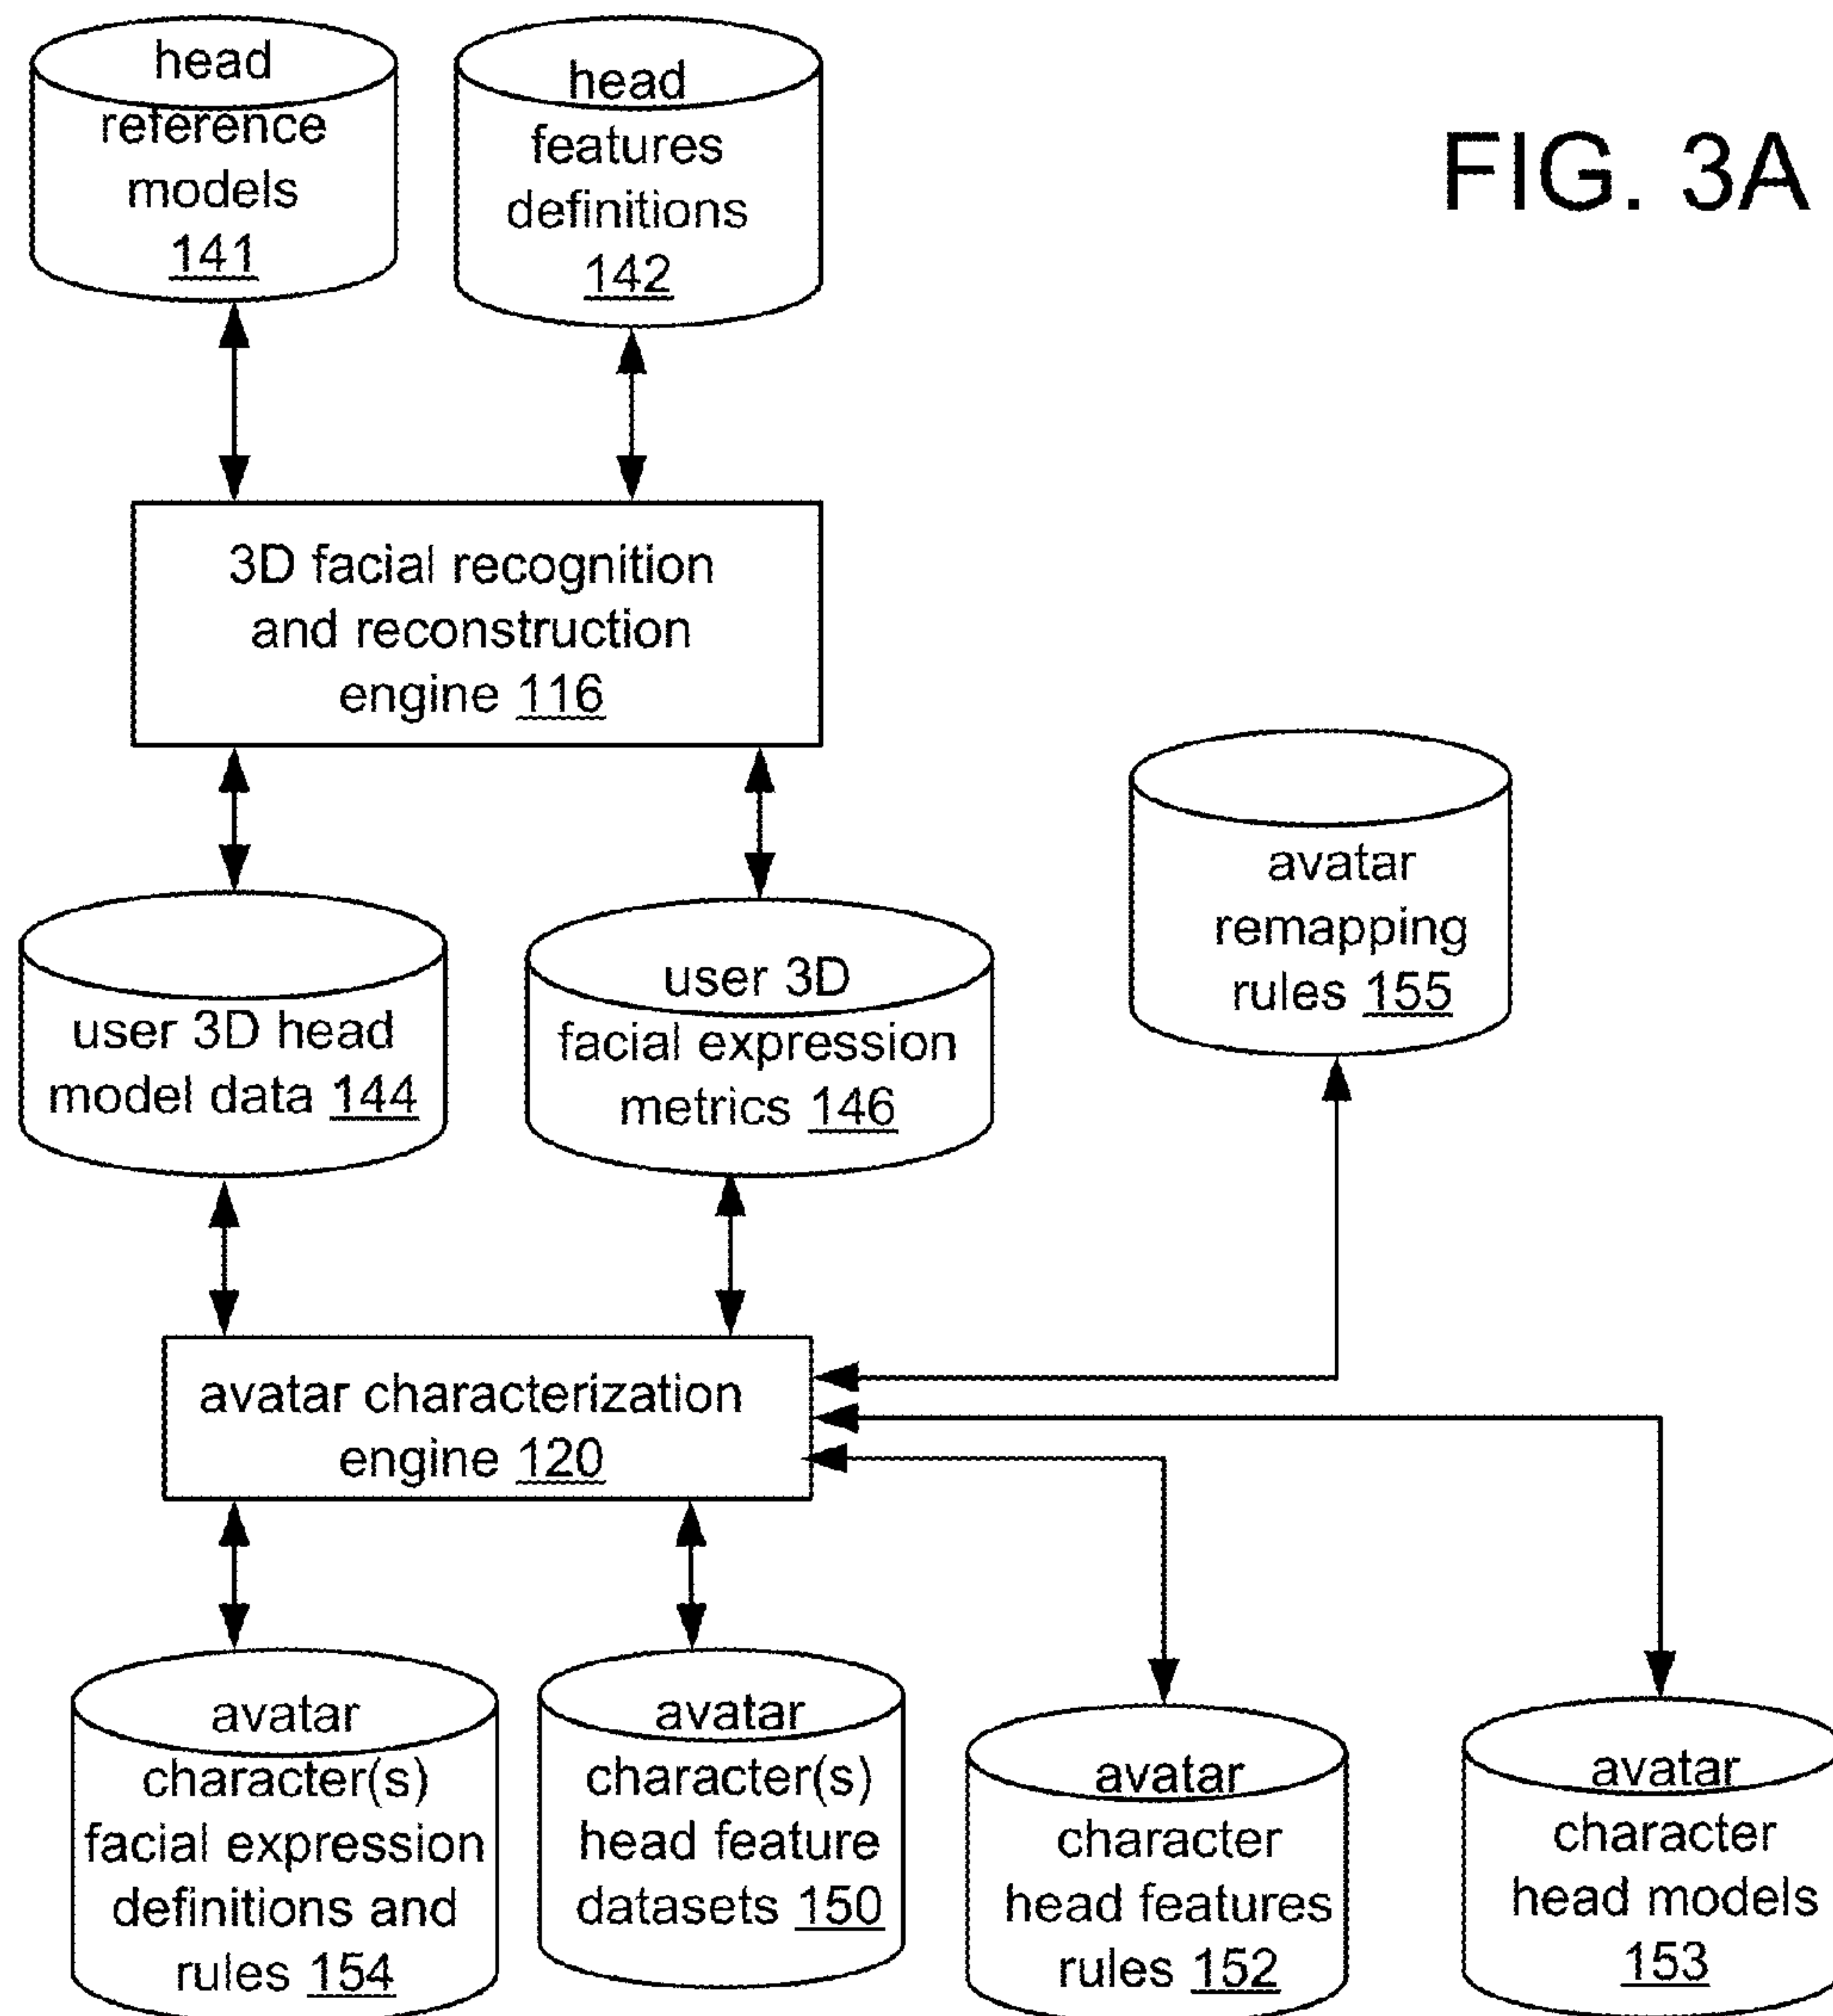 head
reference
models
141
head
features
definitions
142
FIG. 3A
3D facial recognition
and reconstruction
engine 116
user 3D head
model data 144
user 3D
facial expression
metrics 146
avatar
remapping
rules 155
avatar characterization
engine 120
avatar
character(s)
facial expression
definitions and
rules 154
avatar
character(s)
head feature
datasets 150
avatar
character
head features
rules 152
avatar
character
head models
153